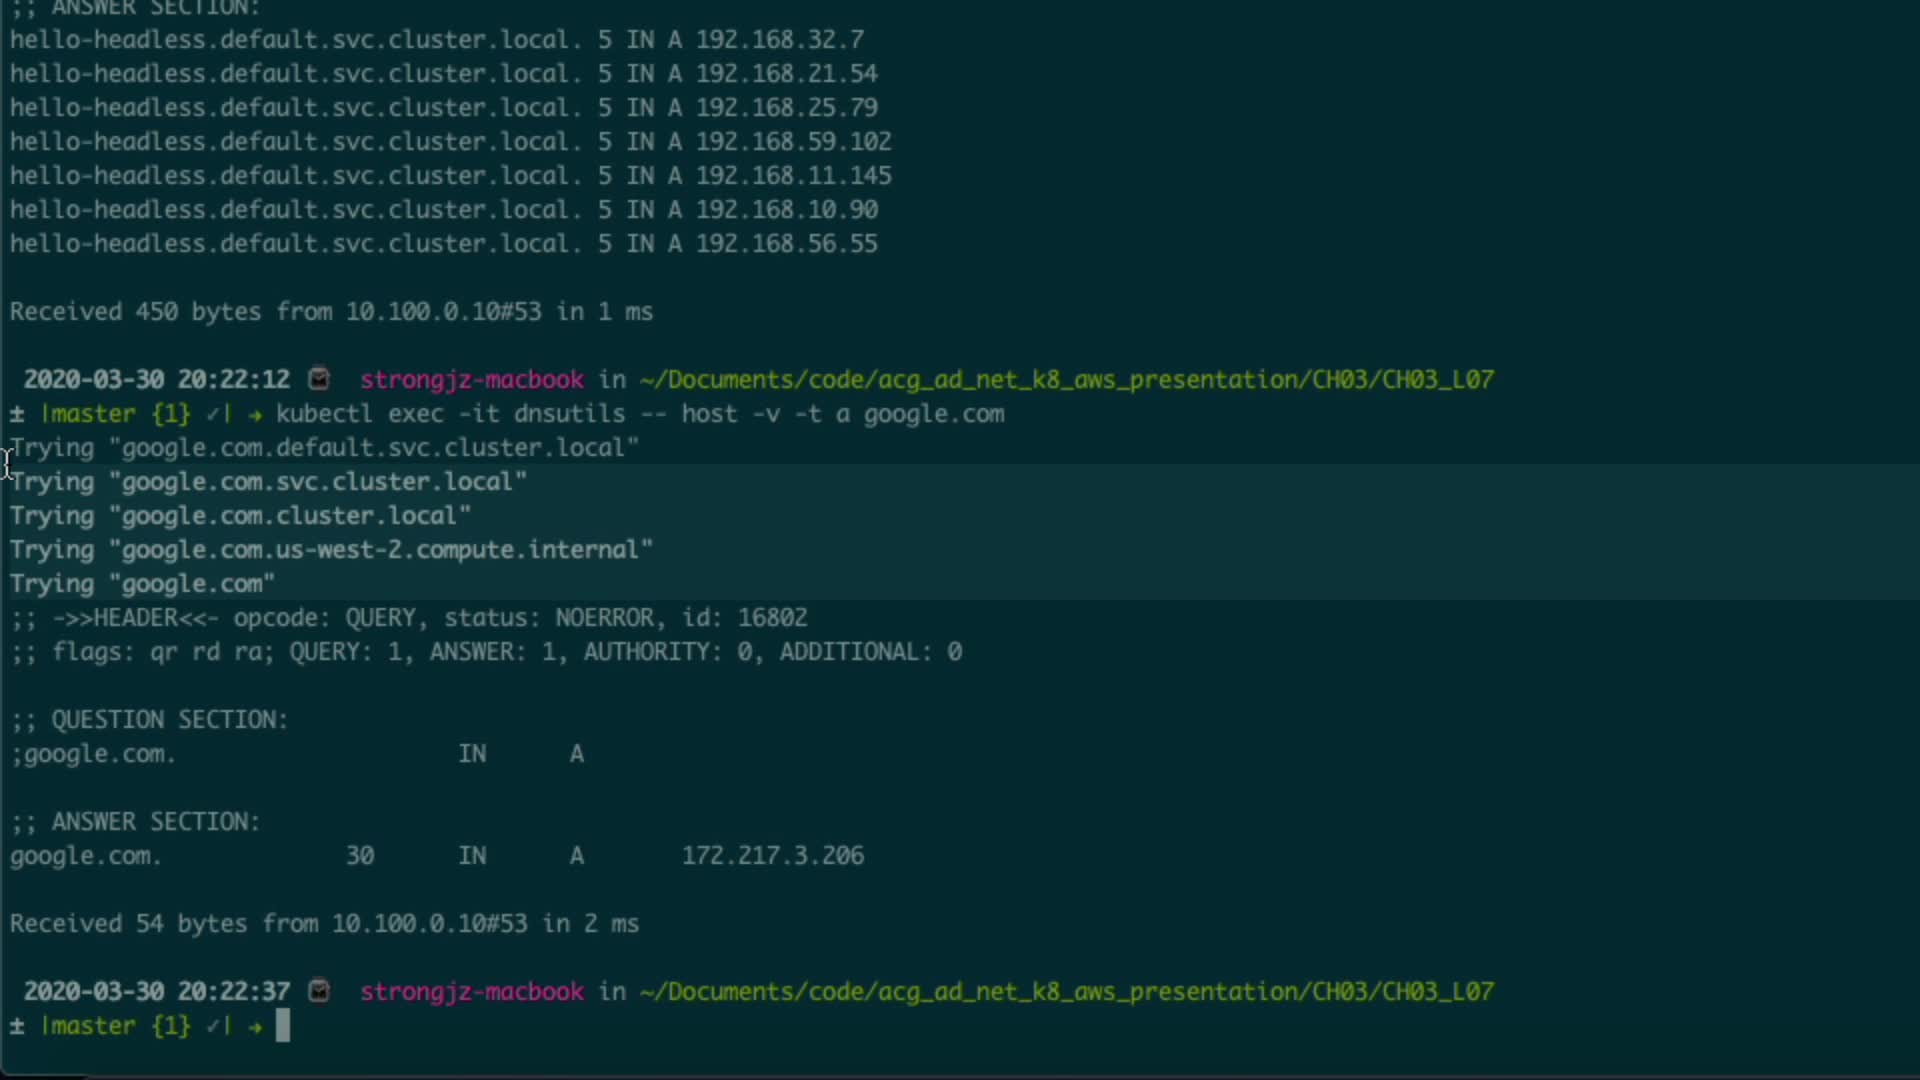 ;; ANSWER SECTION:
hello-headless.default.svc.cluster.local. 5 IN A 192.168.32.7
hello-headless.default.svc.cluster.local. 5 IN A 192.168.21.54
hello-headless.default.svc.cluster.local. 5 IN A 192.168.25.79
hello-headless.default.svc.cluster.local. 5 IN A 192.168.59.102
hello-headless.default.svc.cluster.local. 5 IN A 192.168.11.145
hello-headless.default.svc.cluster.local. 5 IN A 192.168.10.90
hello-headless.default.svc.cluster.local. 5 IN A 192.168.56.55
Received 450 bytes from 10.100.0.10#53 in 1 ms
2020-03-30 20:22:12 strongjz-macbook in ~/Documents/code/acg_ad_net_k8_aws_presentation/CH03/CH03_L07
± |master {1} ✓| → kubectl exec -it dnsutils -- host -v -t a google.com
Trying "google.com.default.svc.cluster.local"
Trying "google.com.svc.cluster.local"
Trying "google.com.cluster.local"
Trying "google.com.us-west-2.compute.internal"
Trying "google.com"
;; ->>HEADER<<- opcode: QUERY, status: NOERROR, id: 16802
;; flags: qr rd ra; QUERY: 1, ANSWER: 1, AUTHORITY: 0, ADDITIONAL: 0
;; QUESTION SECTION:
;google.com. IN A
;; ANSWER SECTION:
google.com. 30 IN A 172.217.3.206
Received 54 bytes from 10.100.0.10#53 in 2 ms
2020-03-30 20:22:37 strongjz-macbook in ~/Documents/code/acg_ad_net_k8_aws_presentation/CH03/CH03_L07
± |master {1} ✓| →